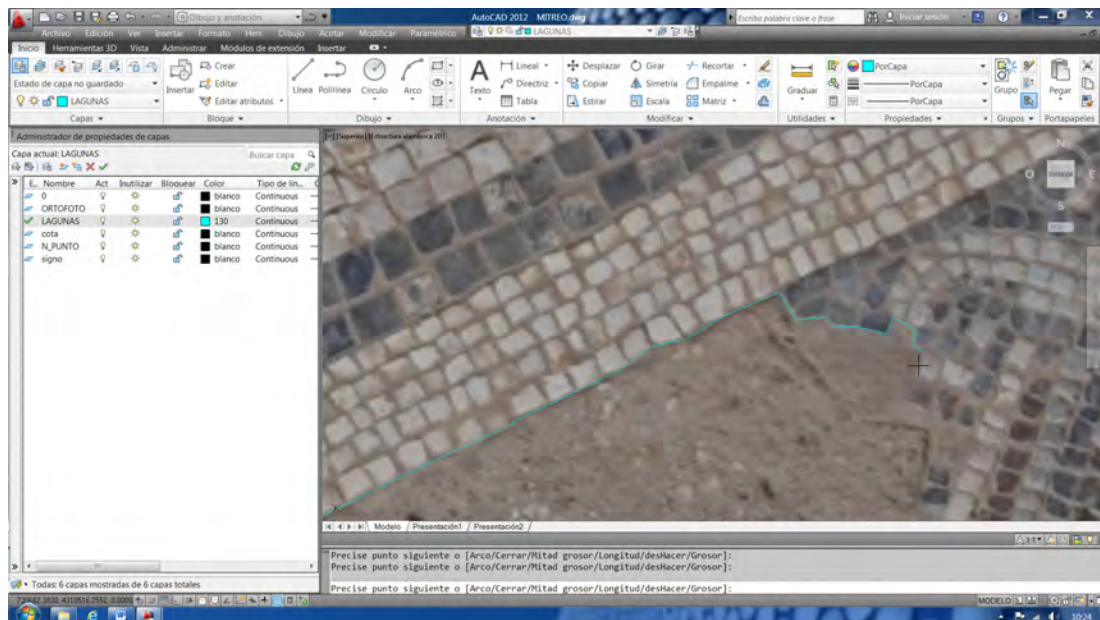 Dibujo y anotación
AutoCAD 2012 MITREO.dwg
Escriba palabra clave o frase
Iniciar sesión
Archivo Edición Ver Insertar Formato Herr. Dibujo Acotar Modificar Paramétrico
LAGUNAS
Inicio Herramientas 3D Vista Administrar Módulos de extensión Insertar
Estado de capa no guardado
LAGUNAS
Capas
Insertar
Crear
Editar
Editar atributos
Bloque
Línea Polilínea Círculo Arco
Dibujo
Texto
Lineal
Directriz
Tabla
Anotación
Desplazar Girar Recortar
Copiar Simetría Empalme
Estirar Escala Matriz
Modificar
Graduar
Utilidades
PorCapa
PorCapa
PorCapa
Propiedades
Grupo
Grupos
Pegar
Portapapeles
Administrador de propiedades de capas
Capa actual: LAGUNAS
Buscar capa
E.. Nombre Act Inutilizar Bloquear Color Tipo de lín...
0 blanco Continuous
ORTOFOTO blanco Continuous
LAGUNAS 130 Continuous
cota blanco Continuous
N_PUNTO blanco Continuous
signo blanco Continuous
N
O E
S
Modelo Presentación1 Presentación2
Precise punto siguiente o [Arco/Cerrar/Mitad grosor/Longitud/desHacer/Grosor]:
Precise punto siguiente o [Arco/Cerrar/Mitad grosor/Longitud/desHacer/Grosor]:
Precise punto siguiente o [Arco/Cerrar/Mitad grosor/Longitud/desHacer/Grosor]:
Todas: 6 capas mostradas de 6 capas totales
MODELO
10:24